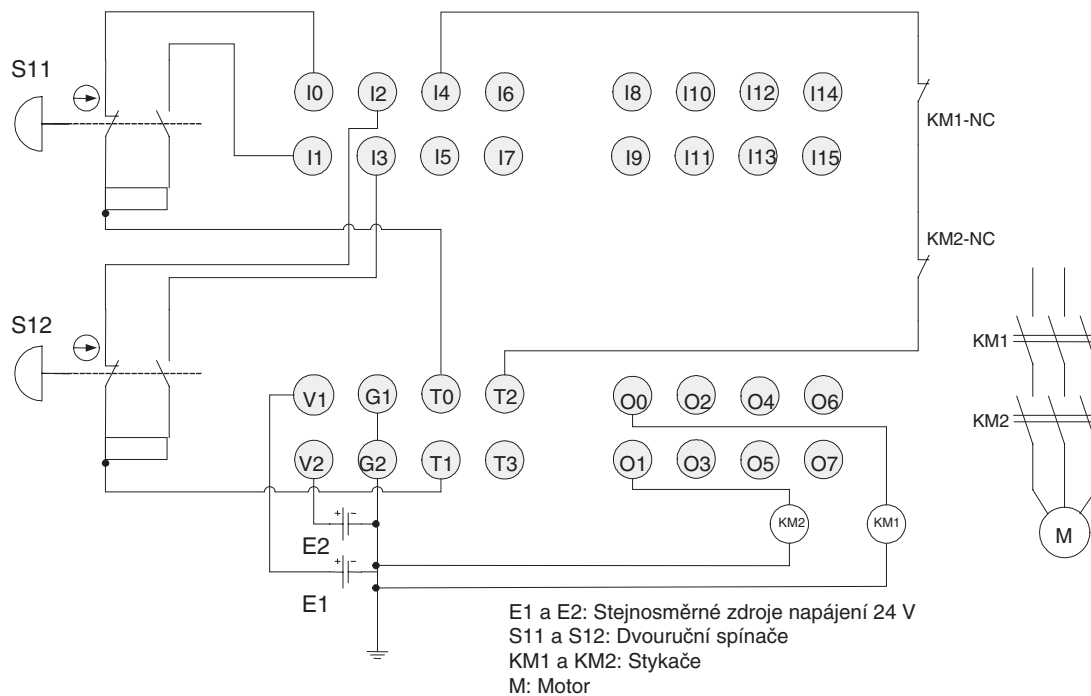 S11
I0 I2 I4 I6 I8 I10 I12 I14
KM1-NC
I1 I3 I5 I7 I9 I11 I13 I15
KM2-NC
S12
KM1
V1 G1 T0 T2 O0 O2 O4 O6
KM2
V2 G2 T1 T3 O1 O3 O5 O7
+ -
E2
KM2 KM1
M
+ -
E1
E1 a E2: Stejnosměrné zdroje napájení 24 V
S11 a S12: Dvouruční spínače
KM1 a KM2: Stykače
M: Motor